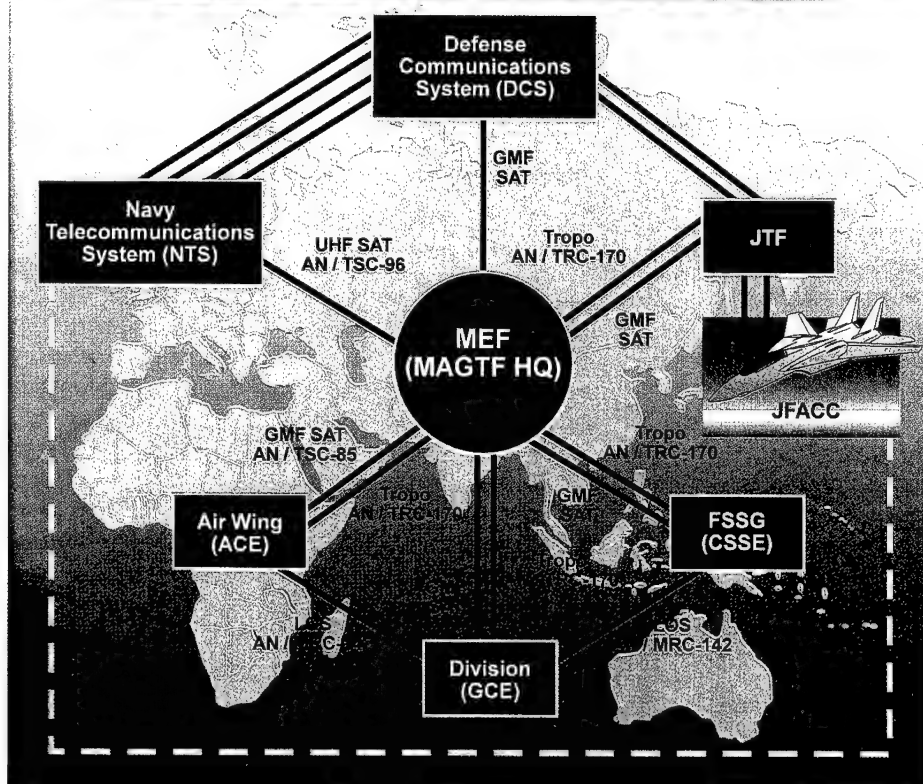 Defense
Communications
System (DCS)
GMF
SAT
Navy
Telecommunications
System (NTS)
UHF SAT
AN / TSC-96
Tropo
AN / TRC-170
JTF
MEF
(MAGTF HQ)
GMF
SAT
JFACC
GMF SAT
AN / TSC-85
Tropo
AN / TRC-170
Tropo
AN / TRC-170
GMF
SAT
Air Wing
(ACE)
FSSG
(CSSE)
AN /
/ MRC-142
Division
(GCE)